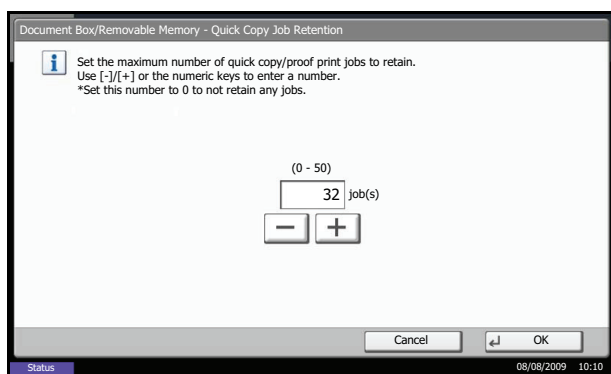 Document Box/Removable Memory - Quick Copy Job Retention
Set the maximum number of quick copy/proof print jobs to retain.
Use [-]/[+] or the numeric keys to enter a number.
*Set this number to 0 to not retain any jobs.
(0 - 50)
32 job(s)
- +
Cancel OK
Status 08/08/2009 10:10